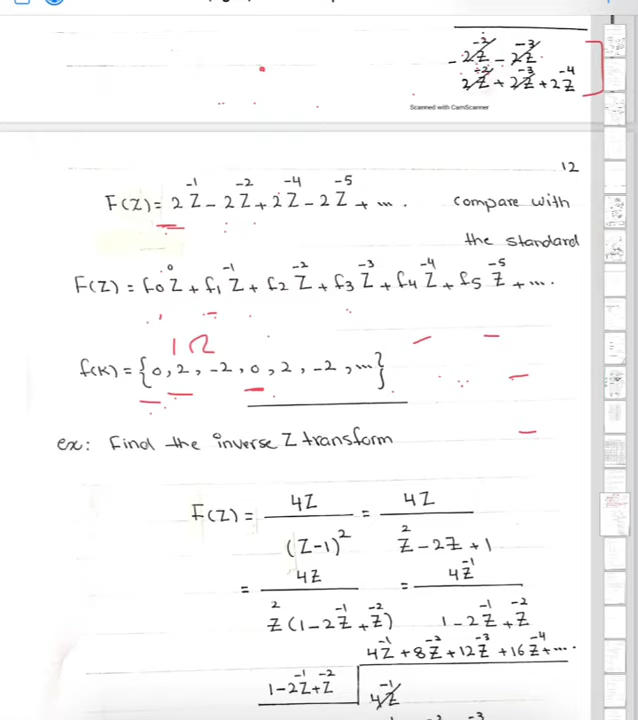 - 2Z⁻² - 2Z⁻³
2Z⁻² + 2Z⁻³ + 2Z⁻⁴
Scanned with CamScanner
12
F(Z) = 2Z⁻¹ - 2Z⁻² + 2Z⁻⁴ - 2Z⁻⁵ + .... compare with
the standard
F(Z) = f0 Z⁰ + f1 Z⁻¹ + f2 Z⁻² + f3 Z⁻³ + f4 Z⁻⁴ + f5 Z⁻⁵ + ....
1 2
f(K) = {0, 2, -2, 0, 2, -2, ...}
ex: Find the inverse Z transform
F(Z) = 4Z / (Z-1)² = 4Z / Z² - 2Z + 1
= 4Z / Z²(1 - 2Z⁻¹ + Z⁻²) = 4Z⁻¹ / 1 - 2Z⁻¹ + Z⁻²
4Z⁻¹ + 8Z⁻² + 12Z⁻³ + 16Z⁻⁴ + ....
1 - 2Z⁻¹ + Z⁻² 4Z⁻¹